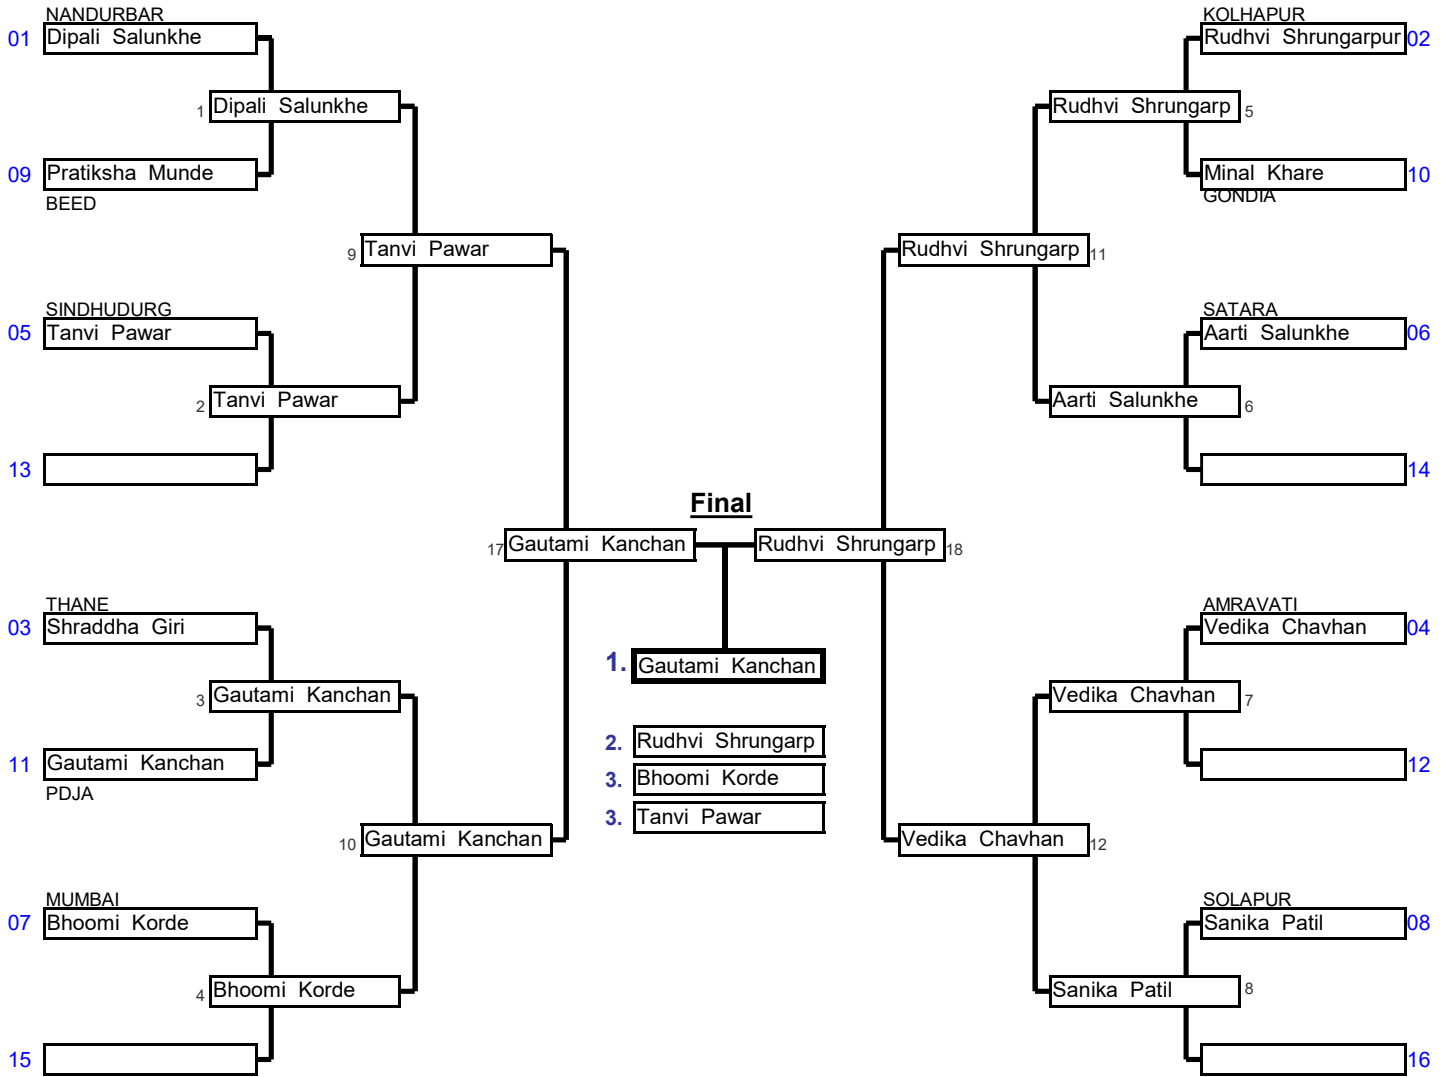 NANDURBAR
01 Dipali Salunkhe
1 Dipali Salunkhe
09 Pratiksha Munde
BEED
9 Tanvi Pawar
SINDHUDURG
05 Tanvi Pawar
2 Tanvi Pawar
13
17 Gautami Kanchan
THANE
03 Shraddha Giri
3 Gautami Kanchan
11 Gautami Kanchan
PDJA
10 Gautami Kanchan
MUMBAI
07 Bhoomi Korde
4 Bhoomi Korde
15
Final
1. Gautami Kanchan
2. Rudhvi Shrungarp
3. Bhoomi Korde
3. Tanvi Pawar
KOLHAPUR
Rudhvi Shrungarpur 02
Rudhvi Shrungarp 5
Minal Khare 10
GONDIA
Rudhvi Shrungarp 11
SATARA
Aarti Salunkhe 06
Aarti Salunkhe 6
14
Rudhvi Shrungarp 18
AMRAVATI
Vedika Chavhan 04
Vedika Chavhan 7
12
Vedika Chavhan 12
SOLAPUR
Sanika Patil 08
Sanika Patil 8
16